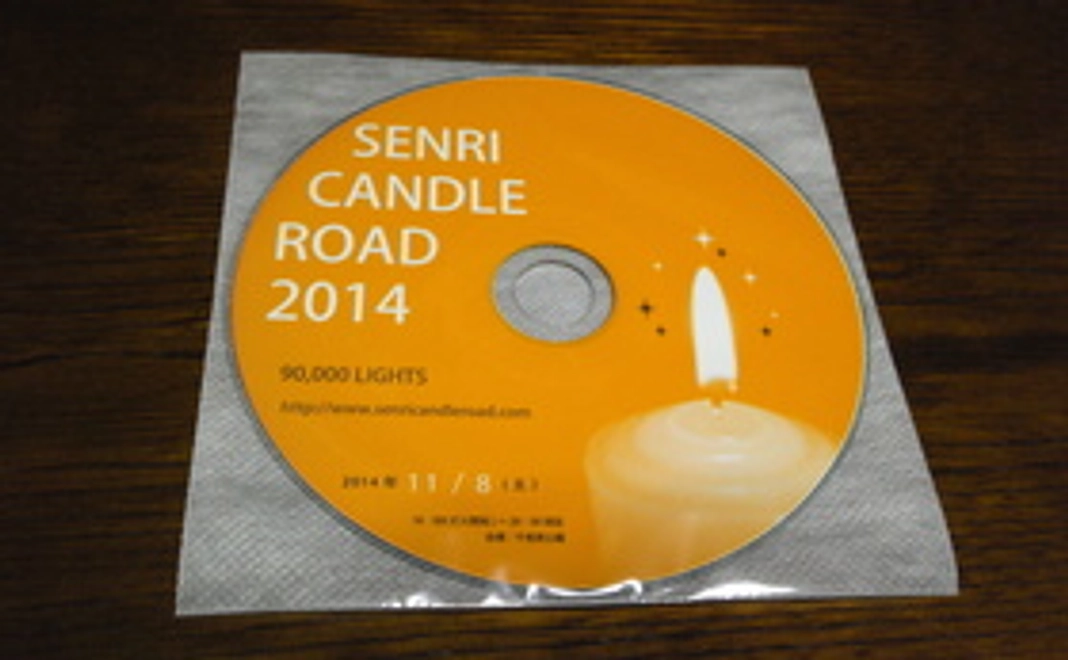 SENRI
CANDLE
ROAD
2014
90,000 LIGHTS
http://www.senricandleroad.com
2014年 11 / 8 (土)